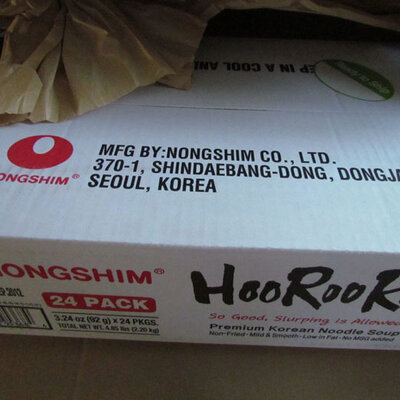 EP IN A COOL AN
NONGSHIM®
MFG BY:NONGSHIM CO., LTD.
370-1, SHINDAEBANG-DONG, DONGJA
SEOUL, KOREA
NONGSHIM®
24 PACK
3.24 oz (92 g) x 24 PKGS.
TOTAL NET WT. 4.85 lbs (2.20 kg)
HooRooR
So Good, Slurping is Allowe
Premium Korean Noodle Soup
Non-Fried • Mild & Smooth • Low in Fat • No MSG added